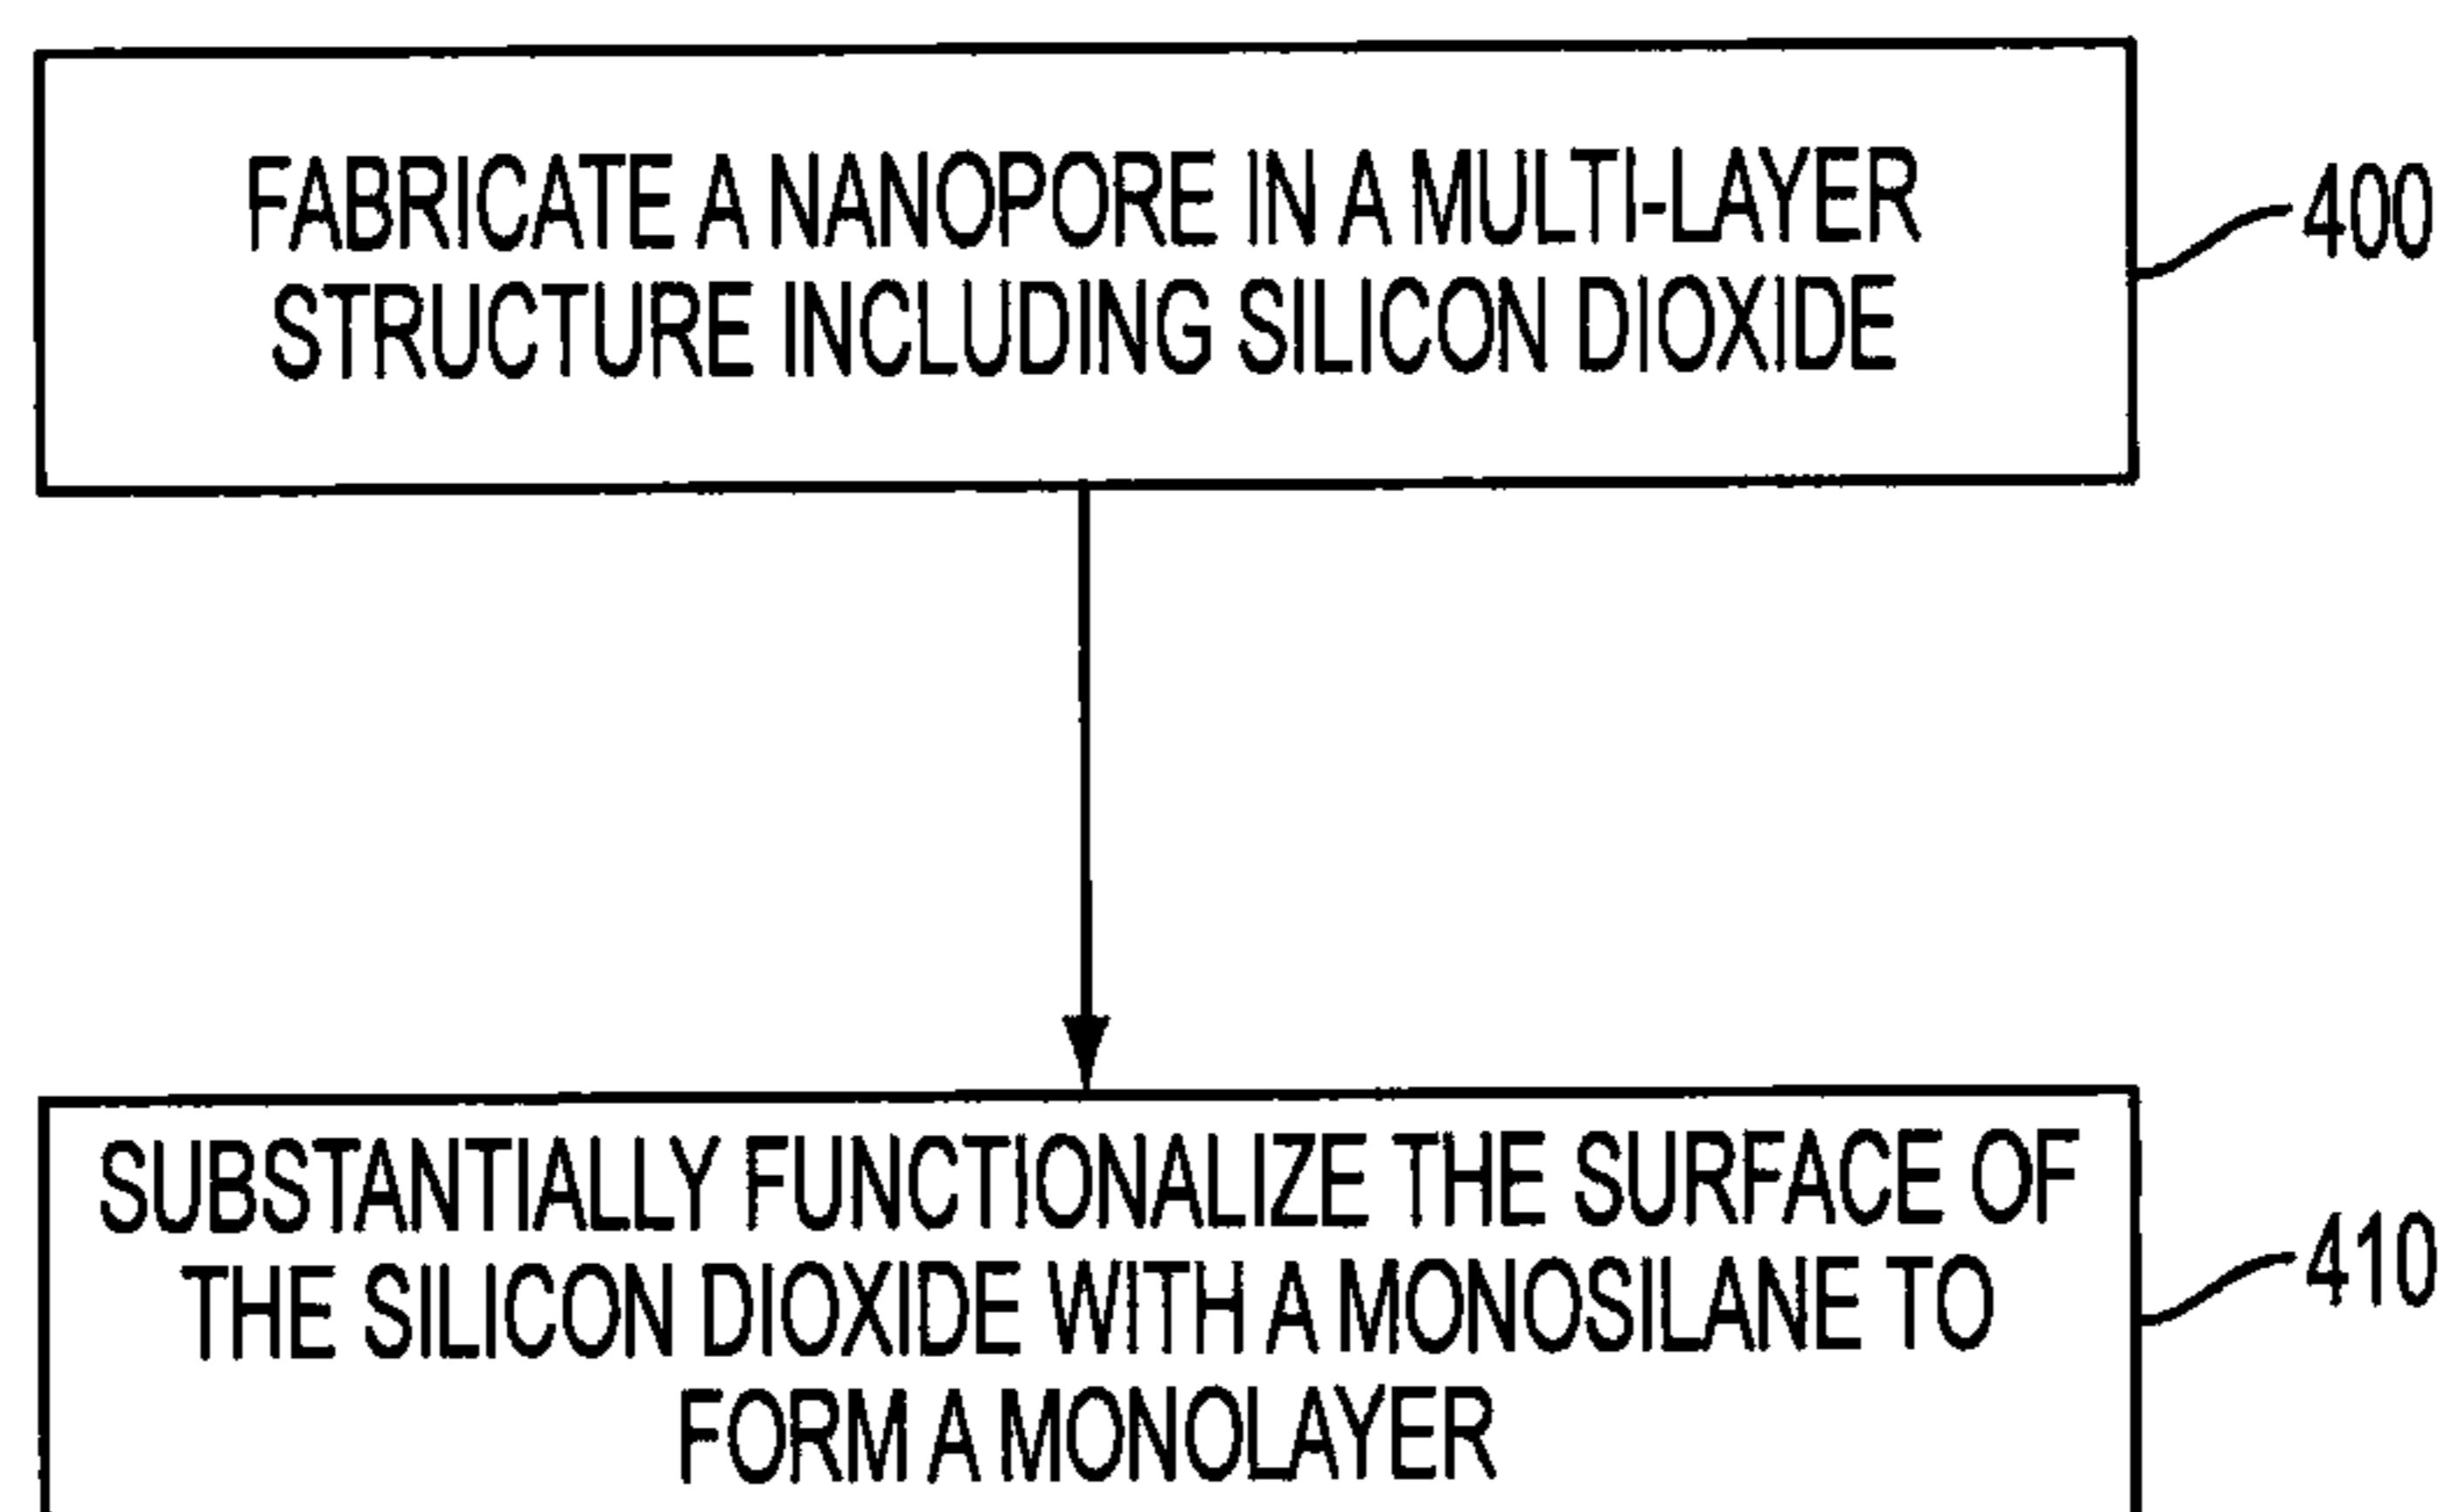 FABRICATE A NANOPORE IN A MULTI-LAYER
STRUCTURE INCLUDING SILICON DIOXIDE
400
SUBSTANTIALLY FUNCTIONALIZE THE SURFACE OF
THE SILICON DIOXIDE WITH A MONOSILANE TO
FORM A MONOLAYER
410